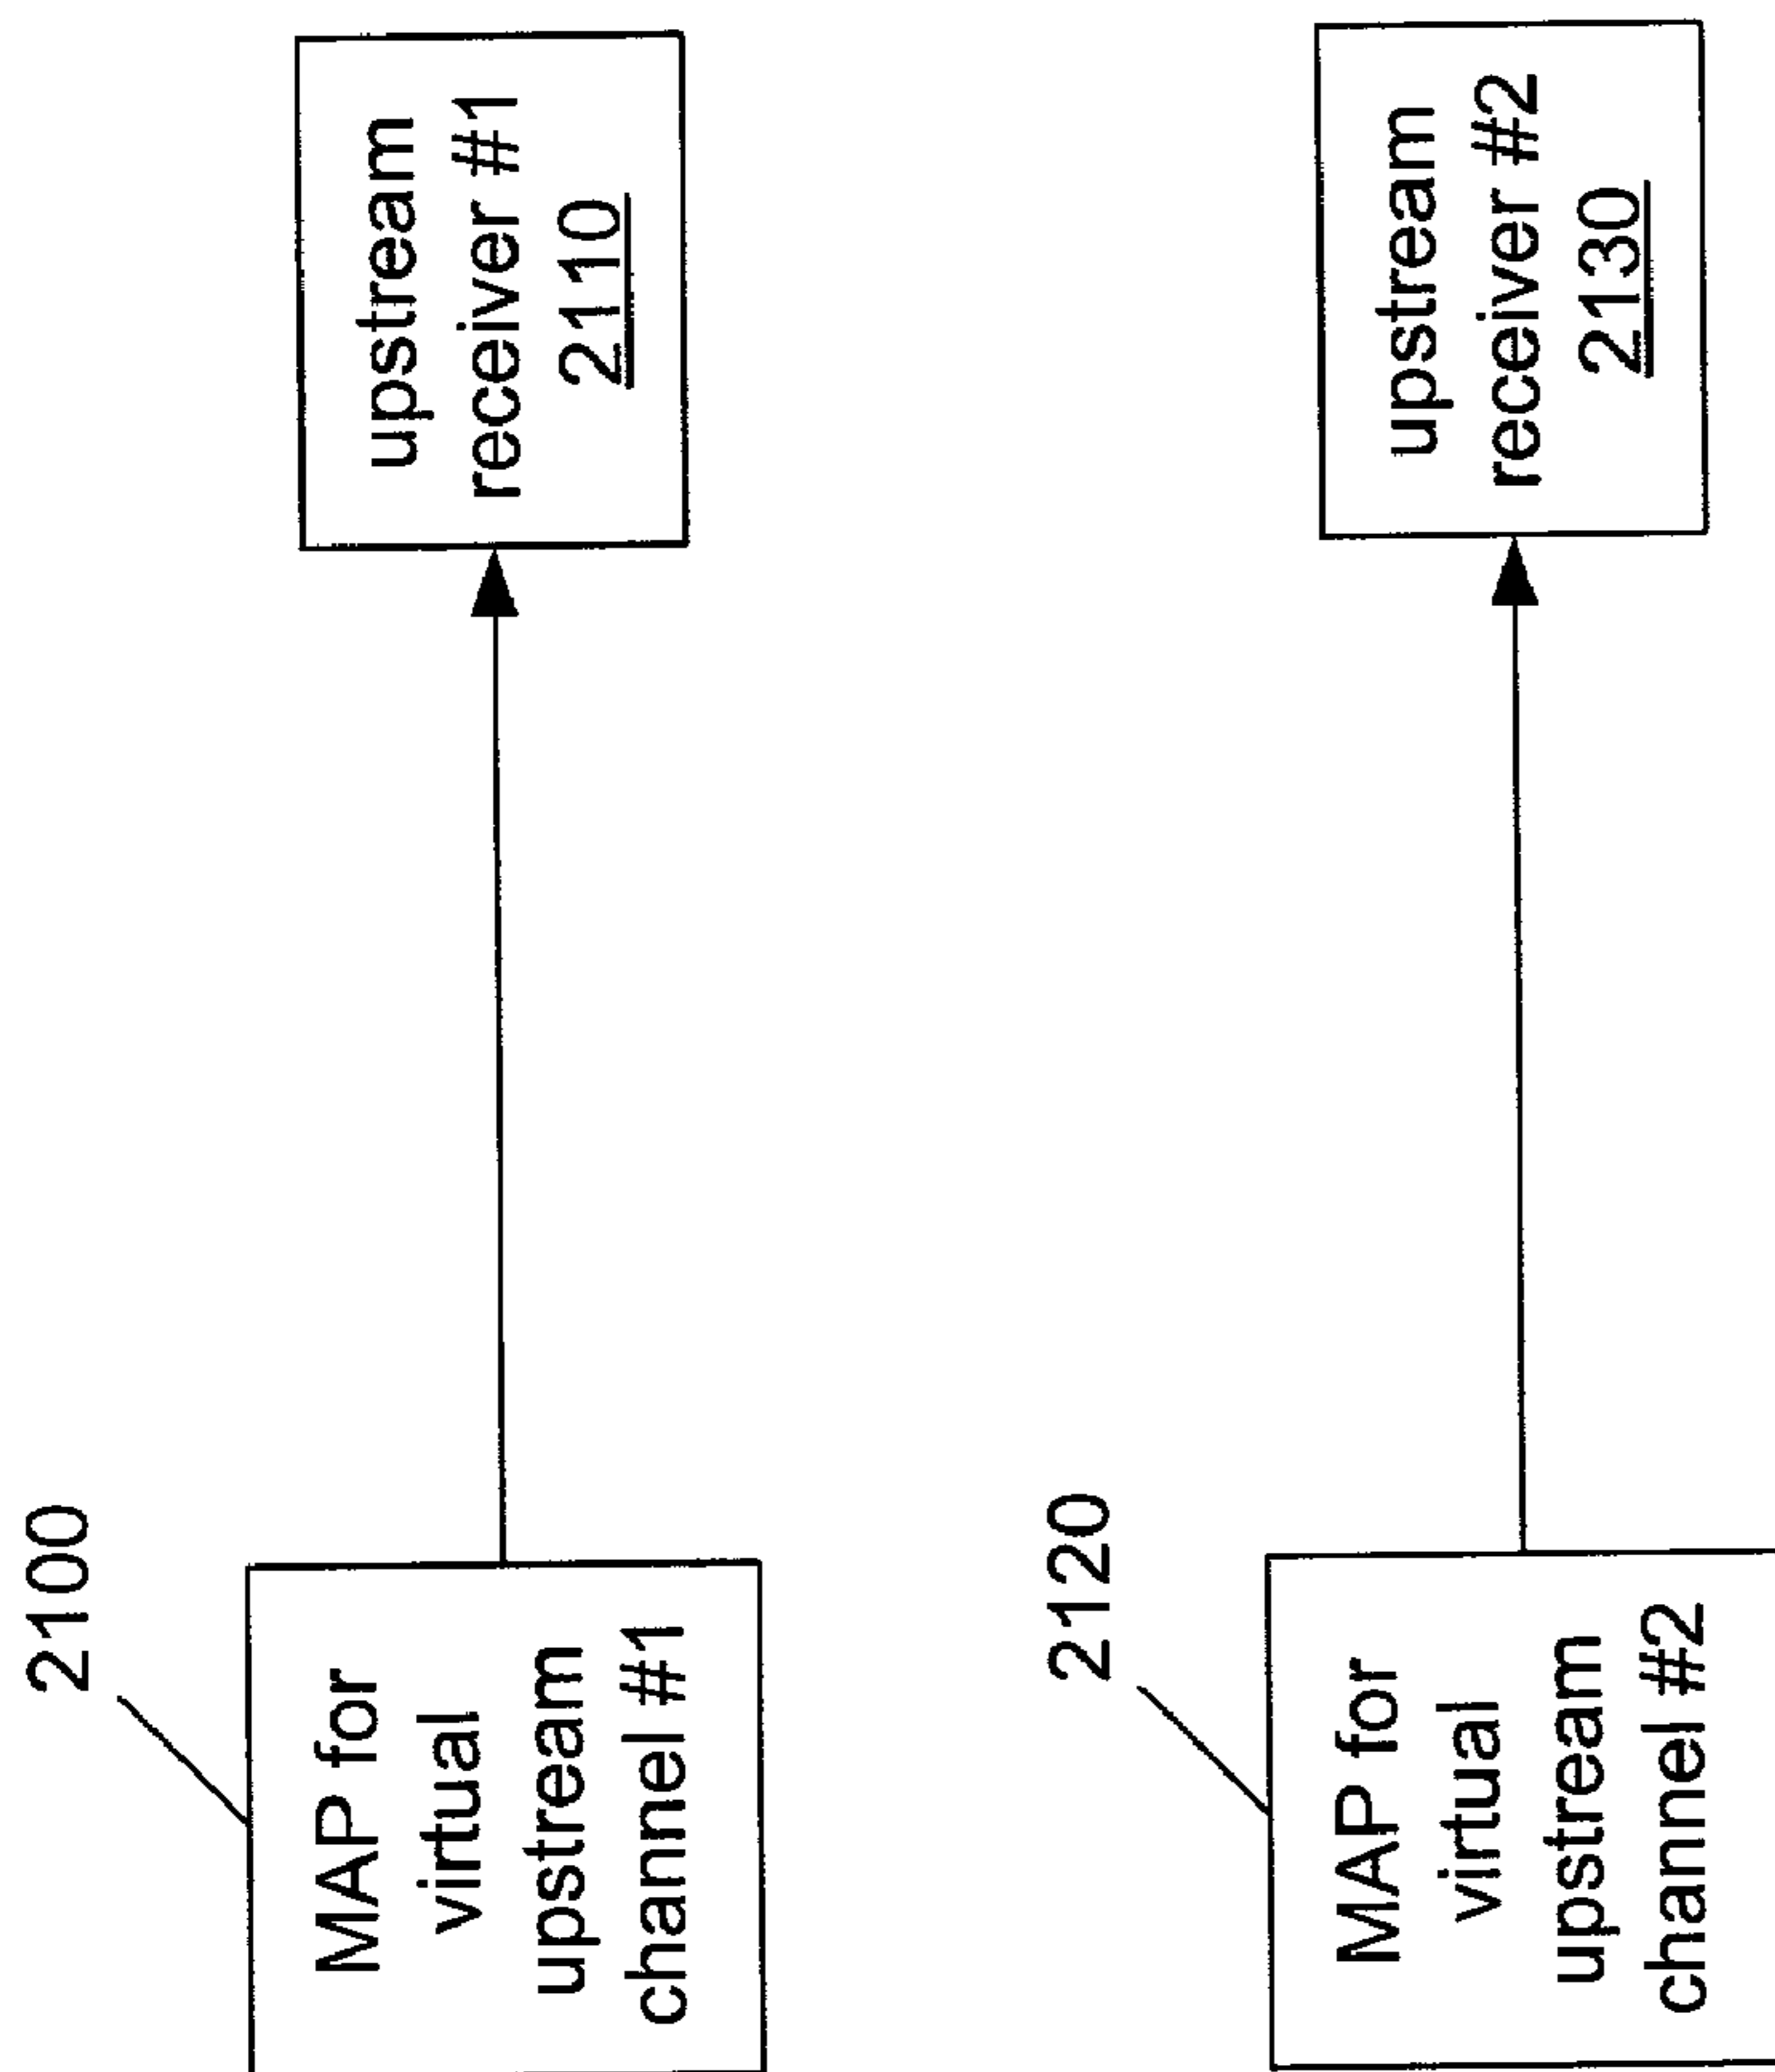 2100
MAP for
virtual
upstream
channel #1
upstream
receiver #1
2110
2120
MAP for
virtual
upstream
channel #2
upstream
receiver #2
2130